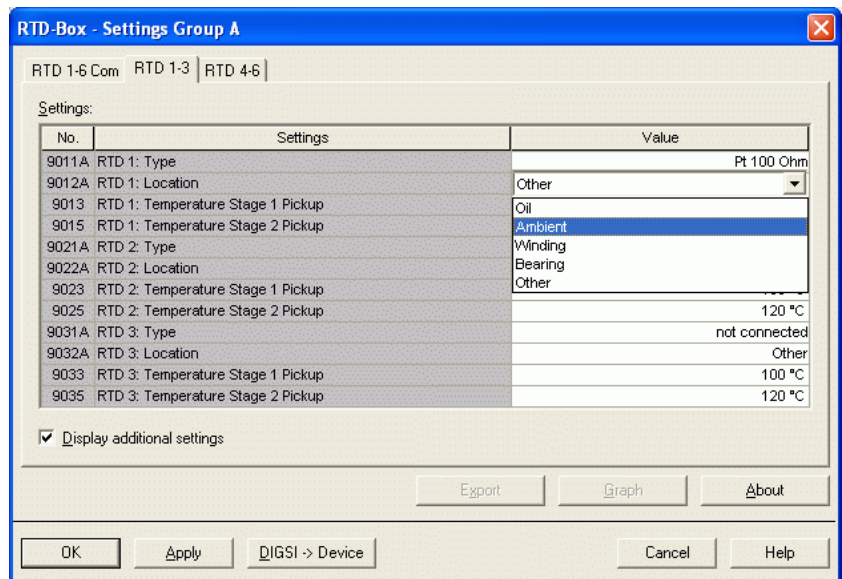 RTD-Box - Settings Group A
RTD 1-6 Com RTD 1-3 RTD 4-6
Settings:
No. Settings Value
9011A RTD 1: Type Pt 100 Ohm
9012A RTD 1: Location Other
9013 RTD 1: Temperature Stage 1 Pickup
Oil
9015 RTD 1: Temperature Stage 2 Pickup
Ambient
9021A RTD 2: Type
Winding
9022A RTD 2: Location
Bearing
9023 RTD 2: Temperature Stage 1 Pickup
Other
9025 RTD 2: Temperature Stage 2 Pickup 120 °C
9031A RTD 3: Type not connected
9032A RTD 3: Location Other
9033 RTD 3: Temperature Stage 1 Pickup 100 °C
9035 RTD 3: Temperature Stage 2 Pickup 120 °C
Display additional settings
Export Graph About
OK Apply DIGSI -> Device Cancel Help